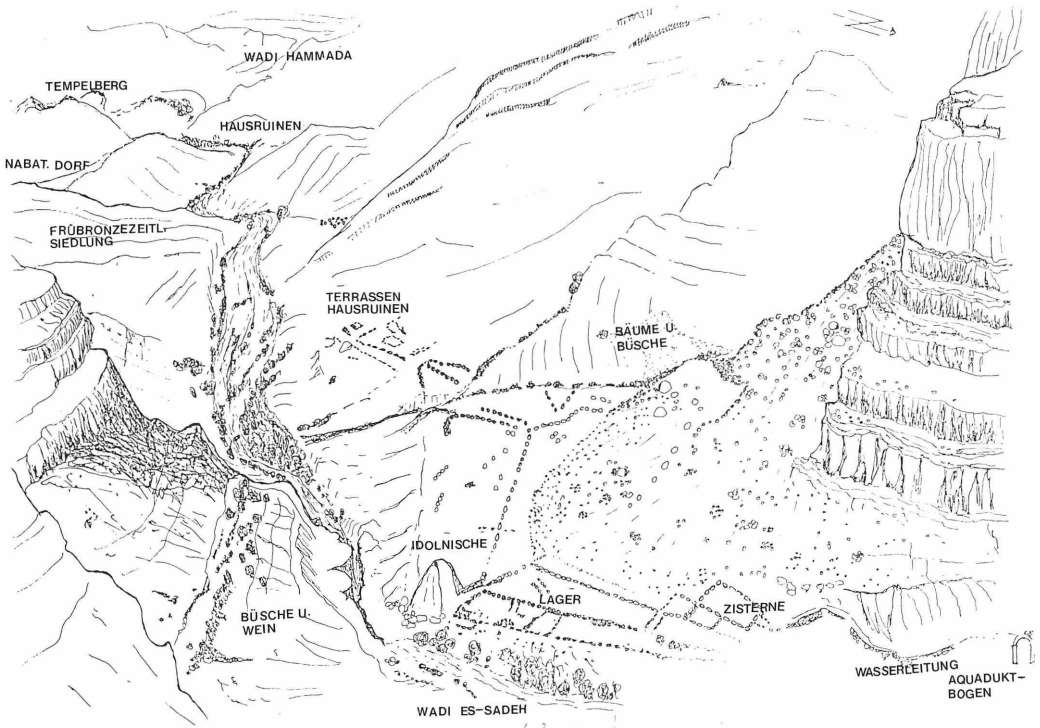 WADI HAMMADA
TEMPELBERG
HAUSRUINEN
NABAT. DORF
FRÜBRONZEZEITL.
SIEDLUNG
TERRASSEN
HAUSRUINEN
BÄUME U.
BÜSCHE
IDOLNISCHE
LAGER
ZISTERNE
BÜSCHE U.
WEIN
WASSERLEITUNG
AQUADUKT-
BOGEN
WADI ES-SADEH